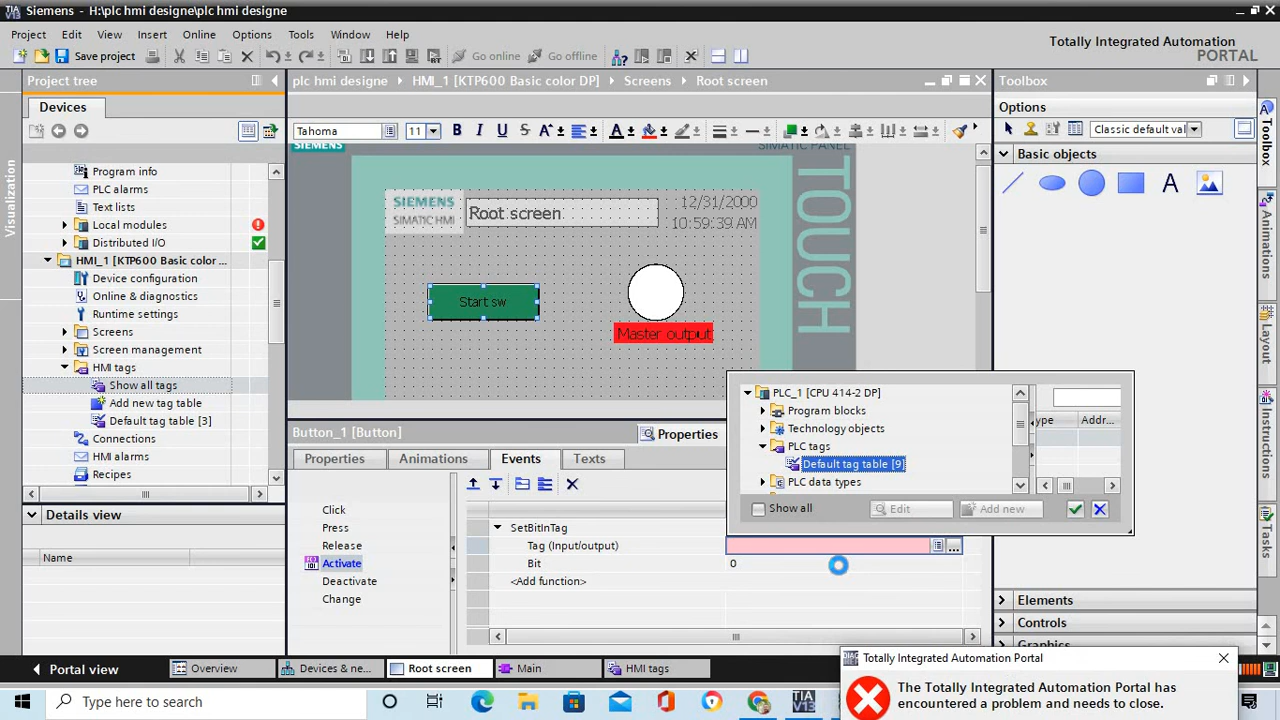 Siemens - H:\plc hmi designe\plc hmi designe
Project Edit View Insert Online Options Tools Window Help
Totally Integrated Automation
PORTAL
Save project Go online Go offline
Project tree
plc hmi designe HMI_1 [KTP600 Basic color DP] Screens Root screen
Toolbox
Devices
Options
Tahoma 11 B I U S A A
Classic default val
Basic objects
A
Program info
PLC alarms
Text lists
Local modules
Distributed I/O
HMI_1 [KTP600 Basic color ...
Device configuration
Online & diagnostics
Runtime settings
Screens
Screen management
HMI tags
Show all tags
Add new tag table
Default tag table [3]
Connections
HMI alarms
Recipes
SIEMENS
SIMATIC PANEL
TOUCH
SIEMENS
SIMATIC HMI
Root screen
12/31/2000
10:59:39 AM
Start sw
Master output
Visualization
Toolbox
Animations
Layout
Instructions
Tasks
PLC_1 [CPU 414-2 DP]
Program blocks
Technology objects
PLC tags
Default tag table [9]
PLC data types
ype Addr...
Show all Edit Add new
Button_1 [Button]
Properties
Properties Animations Events Texts
Click
Press
Release
Activate
Deactivate
Change
SetBitInTag
Tag (Input/output)
Bit 0
<Add function>
Details view
Name
Elements
Controls
Graphics
Portal view Overview Devices & ne... Root screen Main HMI tags
Totally Integrated Automation Portal
The Totally Integrated Automation Portal has
encountered a problem and needs to close.
Type here to search